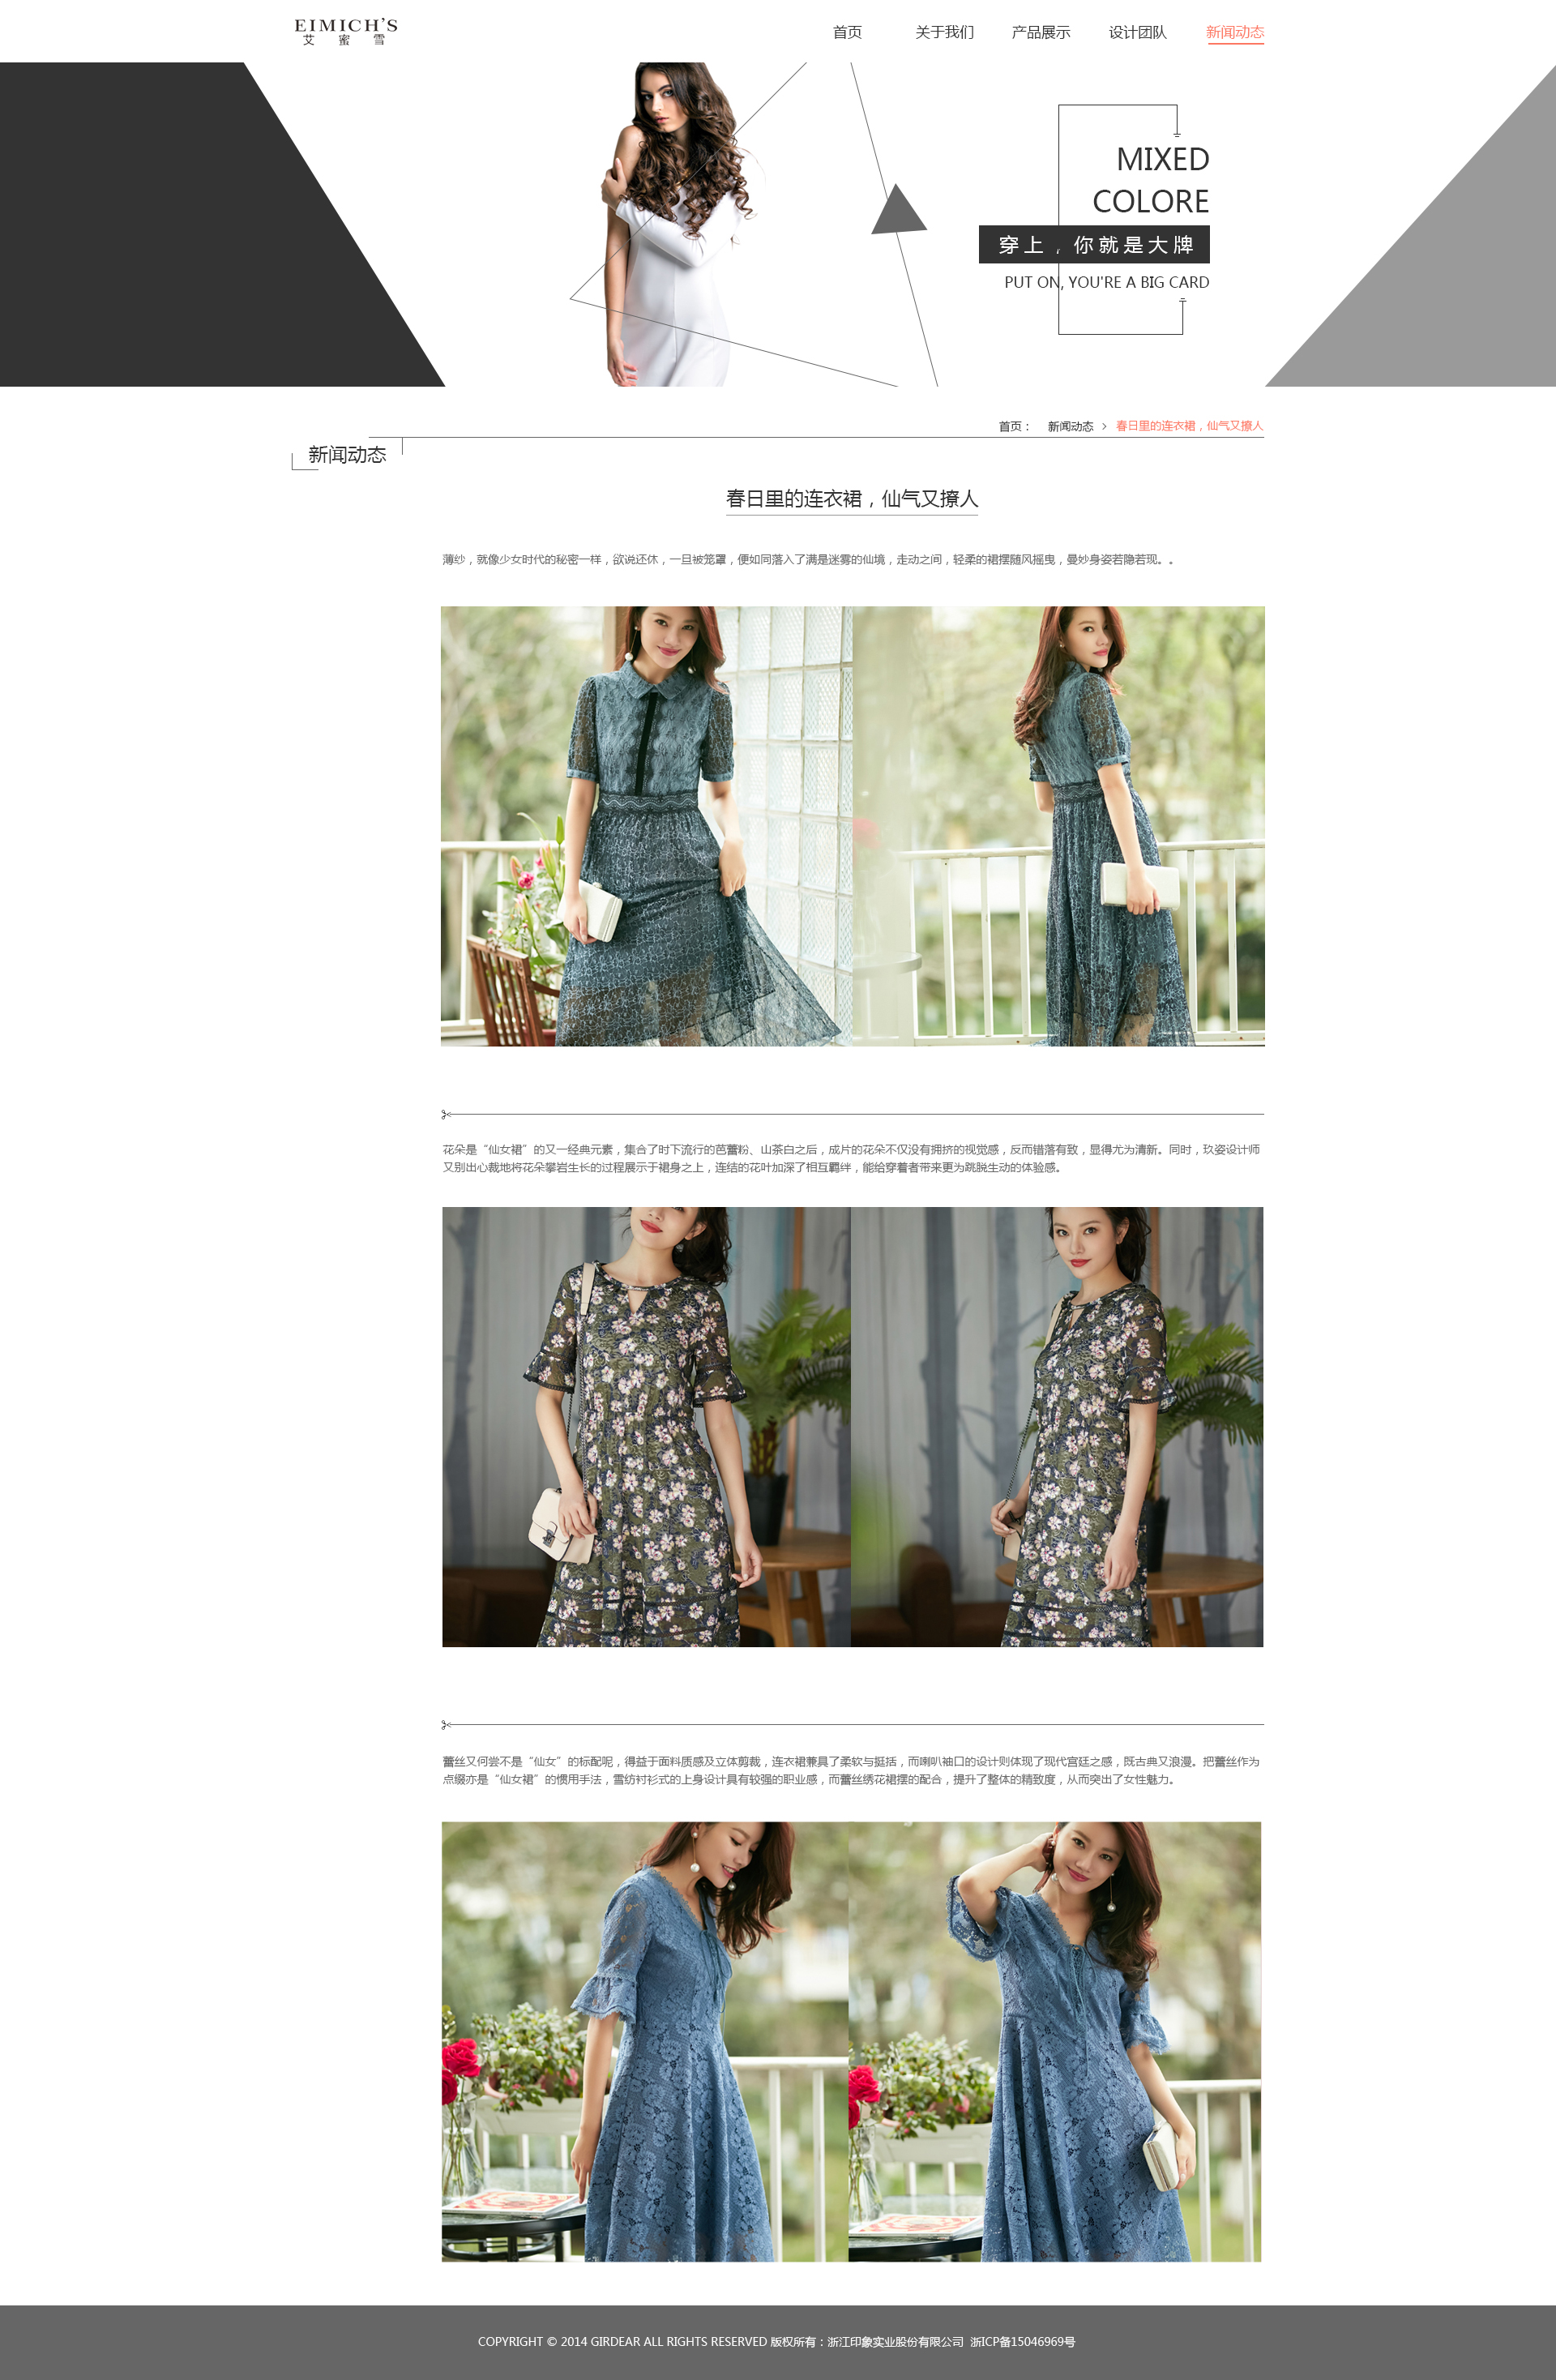 EIMICH'S
艾蜜雪
首页 关于我们 产品展示 设计团队 新闻动态
MIXED
COLORE
穿上，你就是大牌
PUT ON, YOU'RE A BIG CARD
首页： 新闻动态 > 春日里的连衣裙，仙气又撩人
新闻动态
春日里的连衣裙，仙气又撩人
薄纱，就像少女时代的秘密一样，欲说还休，一旦被笼罩，便如同落入了满是迷雾的仙境，走动之间，轻柔的裙摆随风摇曳，曼妙身姿若隐若现。。
花朵是“仙女裙”的又一经典元素，集合了时下流行的芭蕾粉、山茶白之后，成片的花朵不仅没有拥挤的视觉感，反而错落有致，显得尤为清新。同时，玖姿设计师
又别出心裁地将花朵攀岩生长的过程展示于裙身之上，连结的花叶加深了相互羁绊，能给穿着者带来更为跳脱生动的体验感。
蕾丝又何尝不是“仙女”的标配呢，得益于面料质感及立体剪裁，连衣裙兼具了柔软与挺括，而喇叭袖口的设计则体现了现代宫廷之感，既古典又浪漫。把蕾丝作为
点缀亦是“仙女裙”的惯用手法，雪纺衬衫式的上身设计具有较强的职业感，而蕾丝绣花裙摆的配合，提升了整体的精致度，从而突出了女性魅力。
COPYRIGHT © 2014 GIRDEAR ALL RIGHTS RESERVED 版权所有：浙江印象实业股份有限公司 浙ICP备15046969号